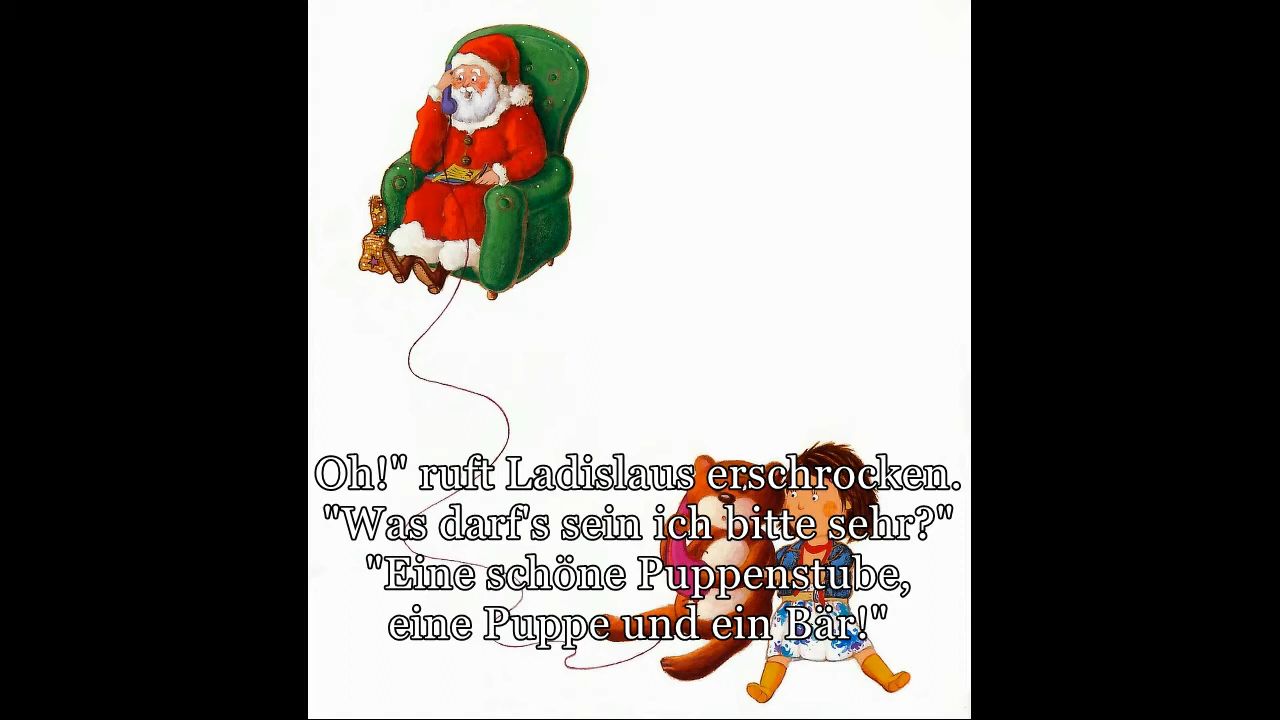 Oh!" ruft Ladislaus erschrocken.
"Was darf's sein ich bitte sehr?"
"Eine schöne Puppenstube,
eine Puppe und ein Bär!"